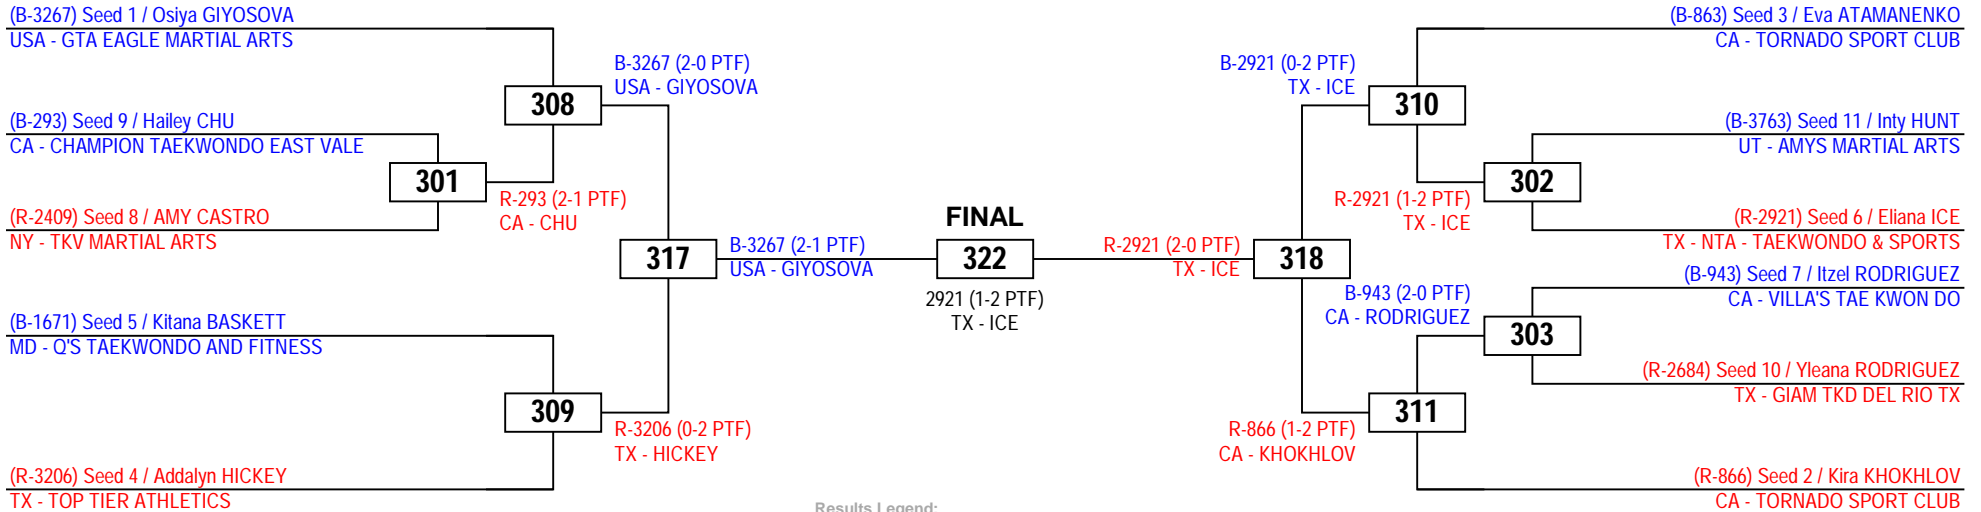 (B-3267) Seed 1 / Osiya GIYOSOVA
USA - GTA EAGLE MARTIAL ARTS
B-3267 (2-0 PTF)
USA - GIYOSOVA
308
(B-293) Seed 9 / Hailey CHU
CA - CHAMPION TAEKWONDO EAST VALE
301
R-293 (2-1 PTF)
CA - CHU
(R-2409) Seed 8 / AMY CASTRO
NY - TKV MARTIAL ARTS
317
B-3267 (2-1 PTF)
USA - GIYOSOVA
(B-1671) Seed 5 / Kitana BASKETT
MD - Q'S TAEKWONDO AND FITNESS
309
R-3206 (0-2 PTF)
TX - HICKEY
(R-3206) Seed 4 / Addalyn HICKEY
TX - TOP TIER ATHLETICS
FINAL
322
2921 (1-2 PTF)
TX - ICE
(B-863) Seed 3 / Eva ATAMANENKO
CA - TORNADO SPORT CLUB
B-2921 (0-2 PTF)
TX - ICE
310
(B-3763) Seed 11 / Inty HUNT
UT - AMYS MARTIAL ARTS
302
R-2921 (1-2 PTF)
TX - ICE
(R-2921) Seed 6 / Eliana ICE
TX - NTA - TAEKWONDO & SPORTS
R-2921 (2-0 PTF)
TX - ICE
318
(B-943) Seed 7 / Itzel RODRIGUEZ
CA - VILLA'S TAE KWON DO
B-943 (2-0 PTF)
CA - RODRIGUEZ
303
(R-2684) Seed 10 / Yleana RODRIGUEZ
TX - GIAM TKD DEL RIO TX
311
R-866 (1-2 PTF)
CA - KHOKHLOV
(R-866) Seed 2 / Kira KHOKHLOV
CA - TORNADO SPORT CLUB
Results Legend: